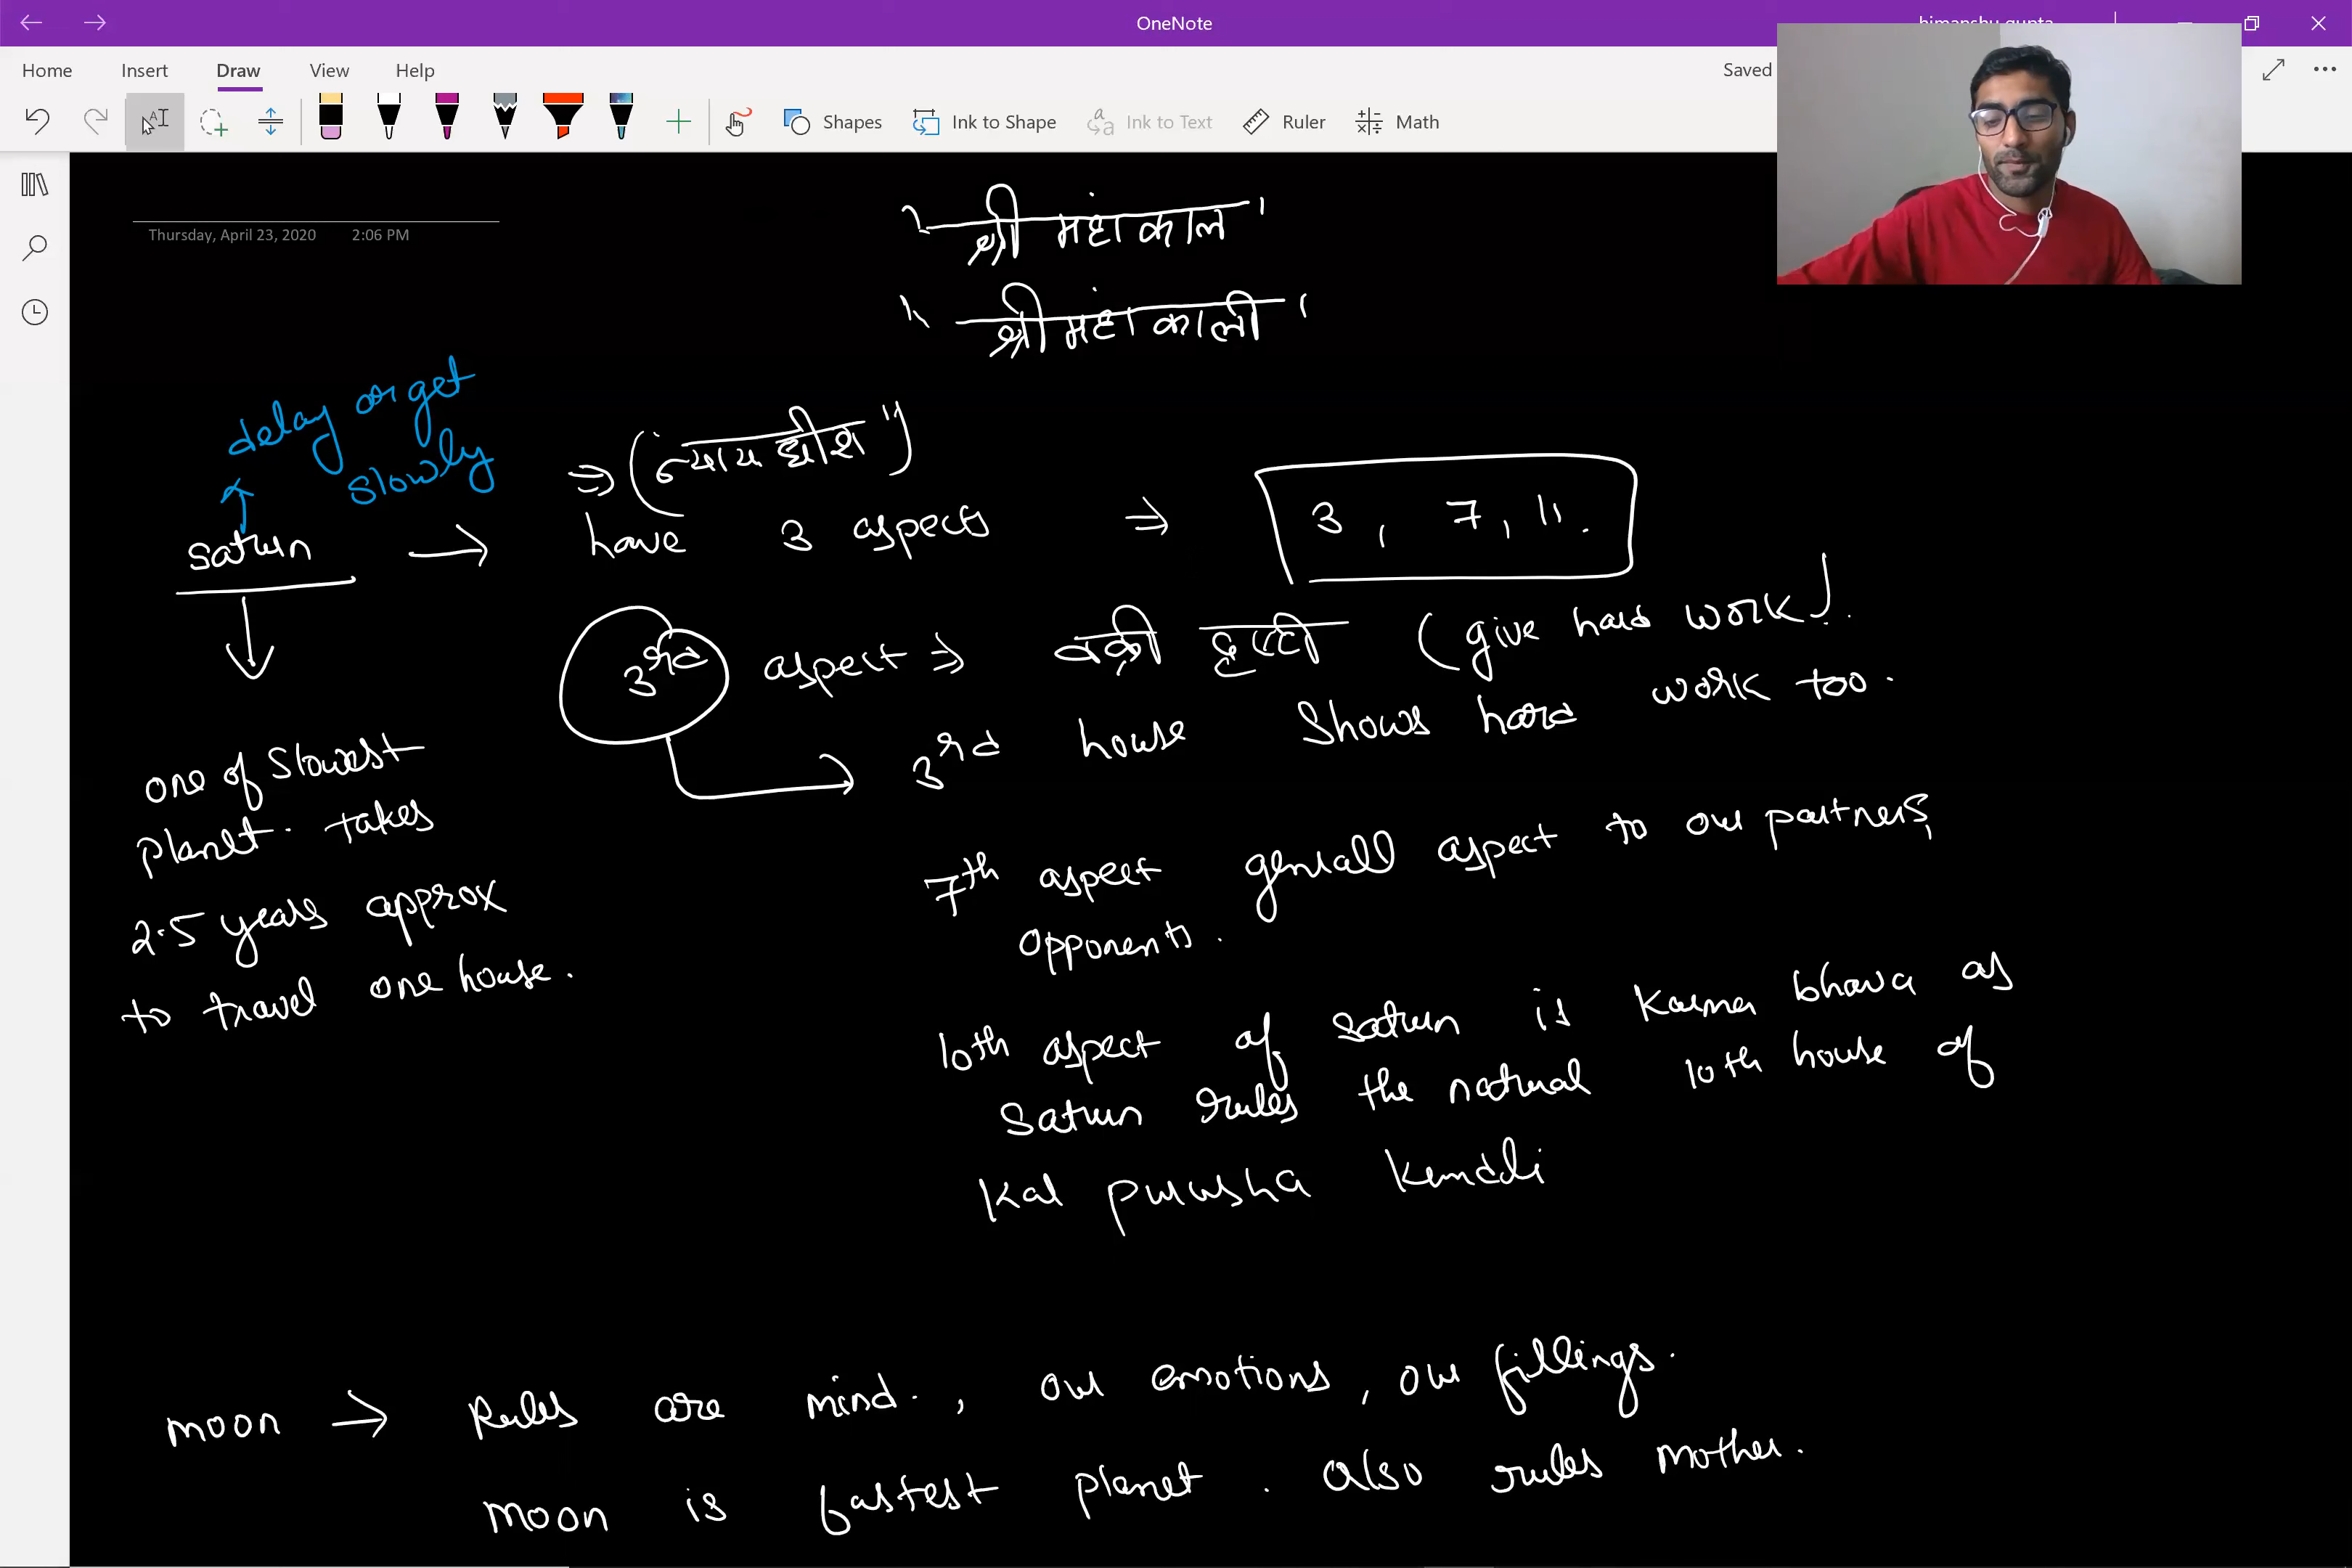 OneNote
himanshu gupta
Home Insert Draw View Help
Saved
Shapes Ink to Shape Ink to Text Ruler Math
Thursday, April 23, 2020 2:06 PM
" श्री महांकाल "
" श्री महांकाली "
delay or get
slowly
⇒ (न्यायाधीश")
saturn → have 3 aspects ⇒ 3, 7, 11.
3rd aspect ⇒ वक्री दृष्टी (give hard work).
3rd house shows hard work too.
one of slowest
planet. takes
2.5 years approx
to travel one house.
7th aspect genrall aspect to our partners,
opponents.
10th aspect of saturn is Karma bhava as
Saturn rules the natural 10th house of
Kal purusha Kundli
moon → Rules are mind., our emotions, our fillings.
moon is fastest planet. also rules mother.